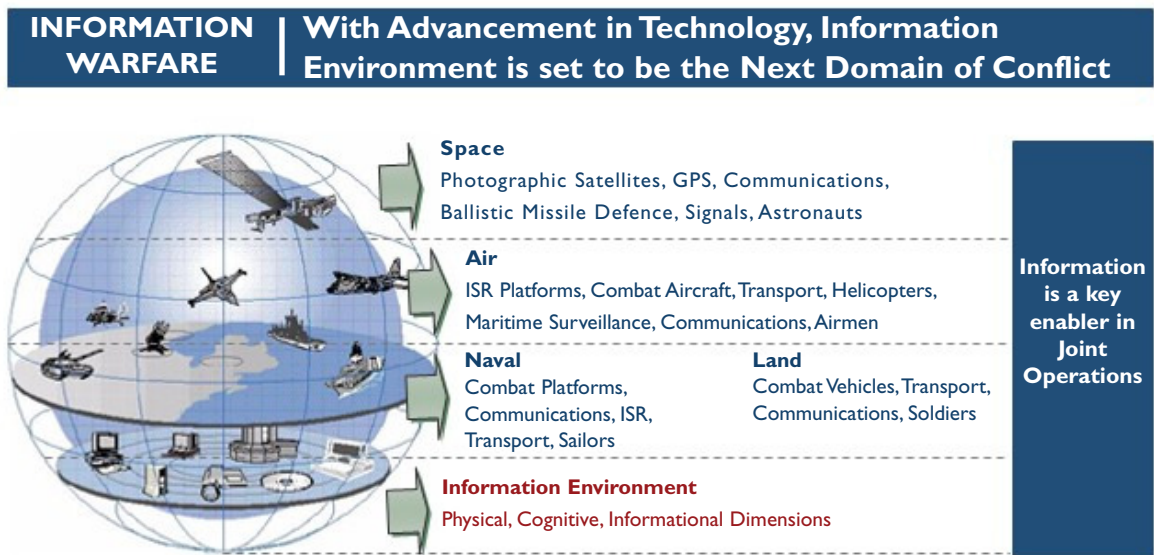 INFORMATION
WARFARE
With Advancement in Technology, Information
Environment is set to be the Next Domain of Conflict
Space
Photographic Satellites, GPS, Communications,
Ballistic Missile Defence, Signals, Astronauts
Air
ISR Platforms, Combat Aircraft, Transport, Helicopters,
Maritime Surveillance, Communications, Airmen
Naval
Combat Platforms,
Communications, ISR,
Transport, Sailors
Land
Combat Vehicles, Transport,
Communications, Soldiers
Information Environment
Physical, Cognitive, Informational Dimensions
Information
is a key
enabler in
Joint
Operations